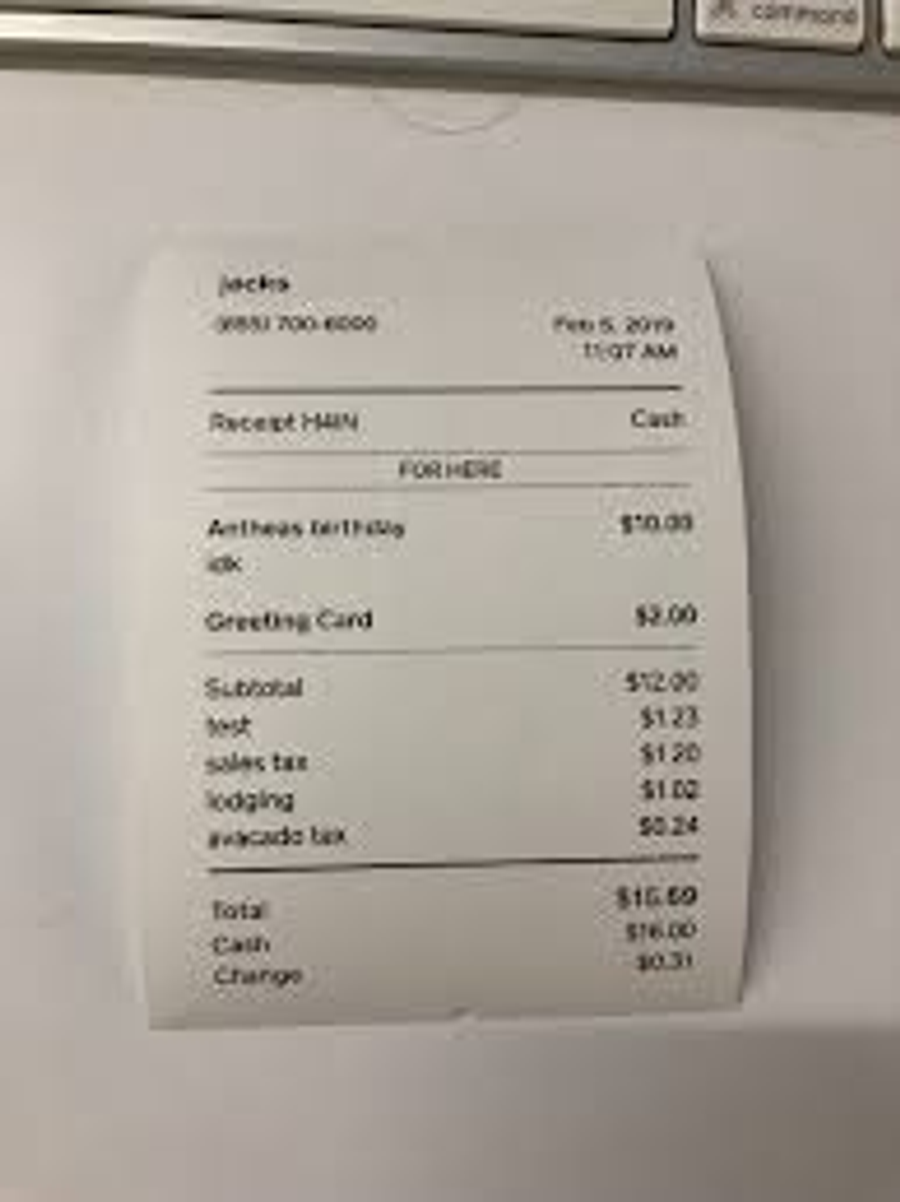 command
jacks
(855) 700-6000 Feb 5, 2019
11:07 AM
Receipt H4IN Cash
FOR HERE
Antheas birthday $10.00
idk
Greeting Card $2.00
Subtotal $12.00
test $1.23
sales tax $1.20
lodging $1.02
avacado tax $0.24
Total $15.69
Cash $16.00
Change $0.31